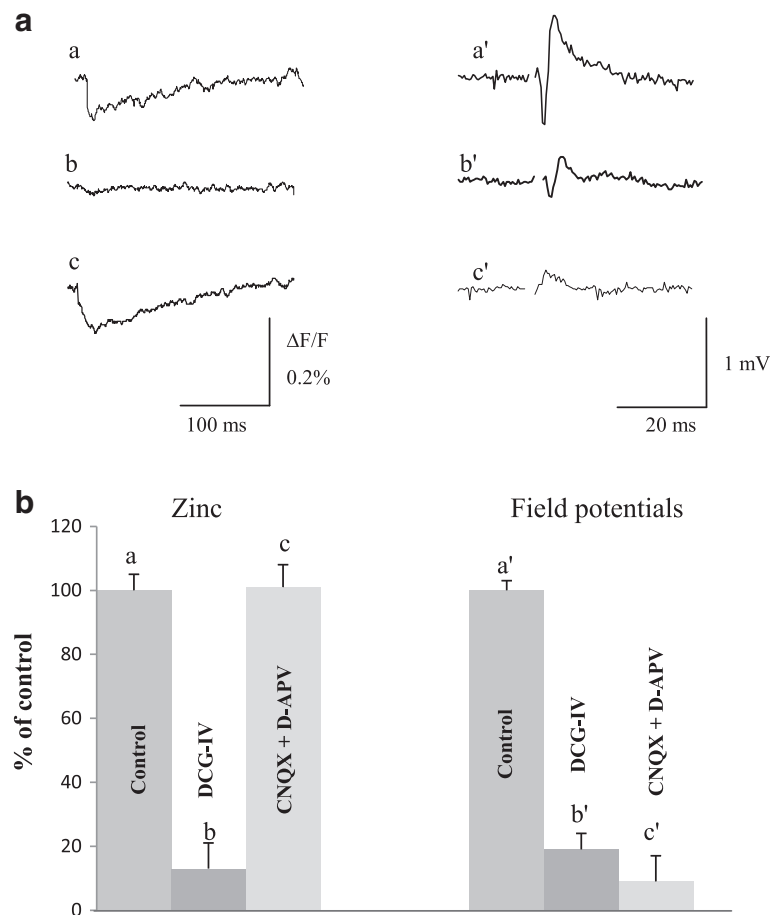 a
a
a'
b
b'
c
c'
ΔF/F
0.2%
100 ms
1 mV
20 ms
b
Zinc
Field potentials
% of control
120
100
80
60
40
20
0
a
Control
b
DCG-IV
c
CNQX + D-APV
a'
Control
b'
DCG-IV
c'
CNQX + D-APV